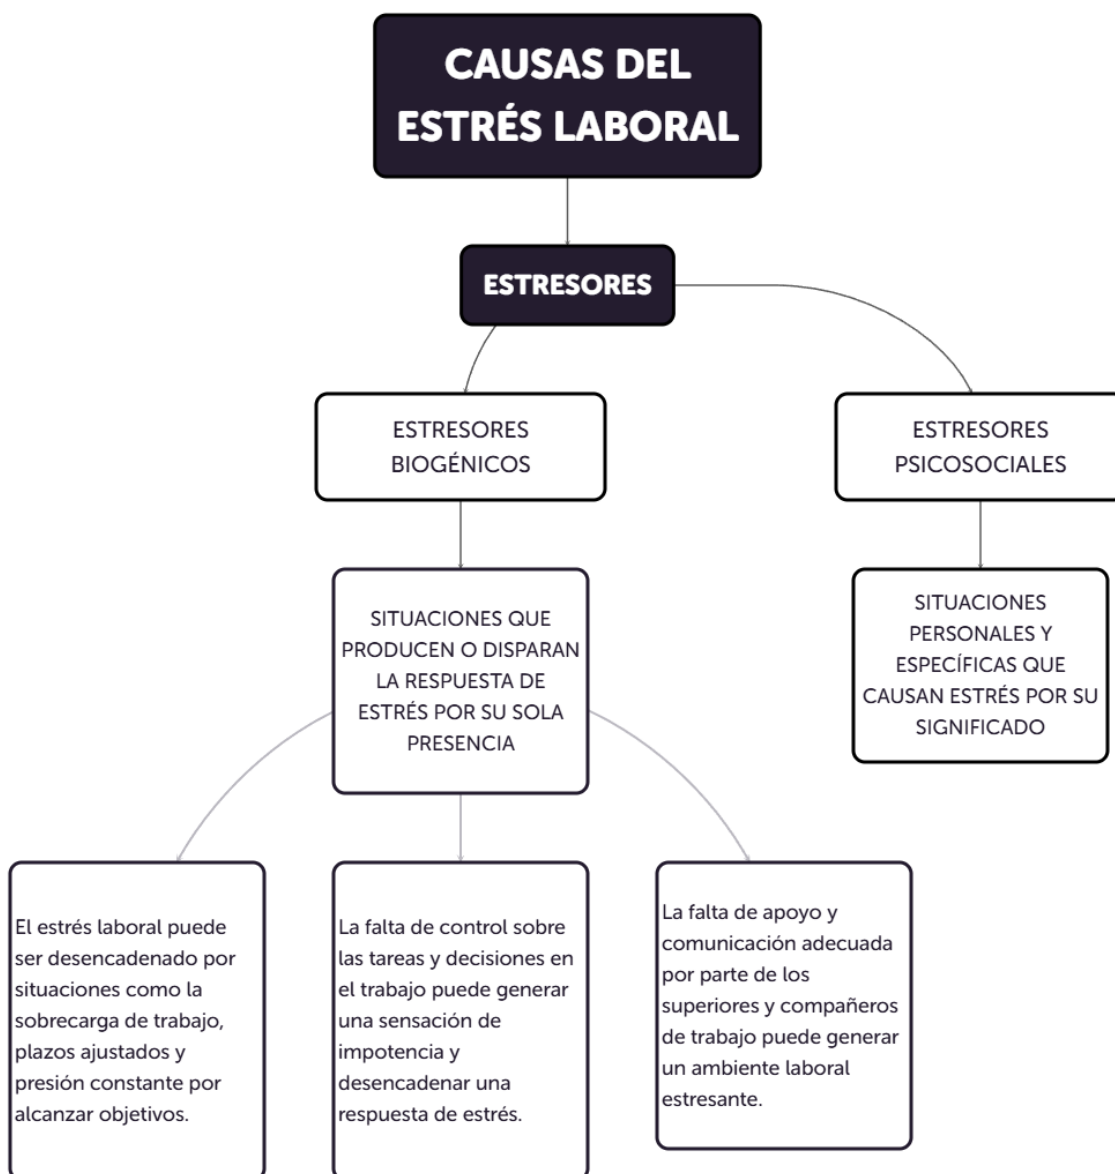 CAUSAS DEL
ESTRÉS LABORAL
ESTRESORES
ESTRESORES
BIOGÉNICOS
ESTRESORES
PSICOSOCIALES
SITUACIONES QUE
PRODUCEN O DISPARAN
LA RESPUESTA DE
ESTRÉS POR SU SOLA
PRESENCIA
SITUACIONES
PERSONALES Y
ESPECÍFICAS QUE
CAUSAN ESTRÉS POR SU
SIGNIFICADO
El estrés laboral puede
ser desencadenado por
situaciones como la
sobrecarga de trabajo,
plazos ajustados y
presión constante por
alcanzar objetivos.
La falta de control sobre
las tareas y decisiones en
el trabajo puede generar
una sensación de
impotencia y
desencadenar una
respuesta de estrés.
La falta de apoyo y
comunicación adecuada
por parte de los
superiores y compañeros
de trabajo puede generar
un ambiente laboral
estresante.